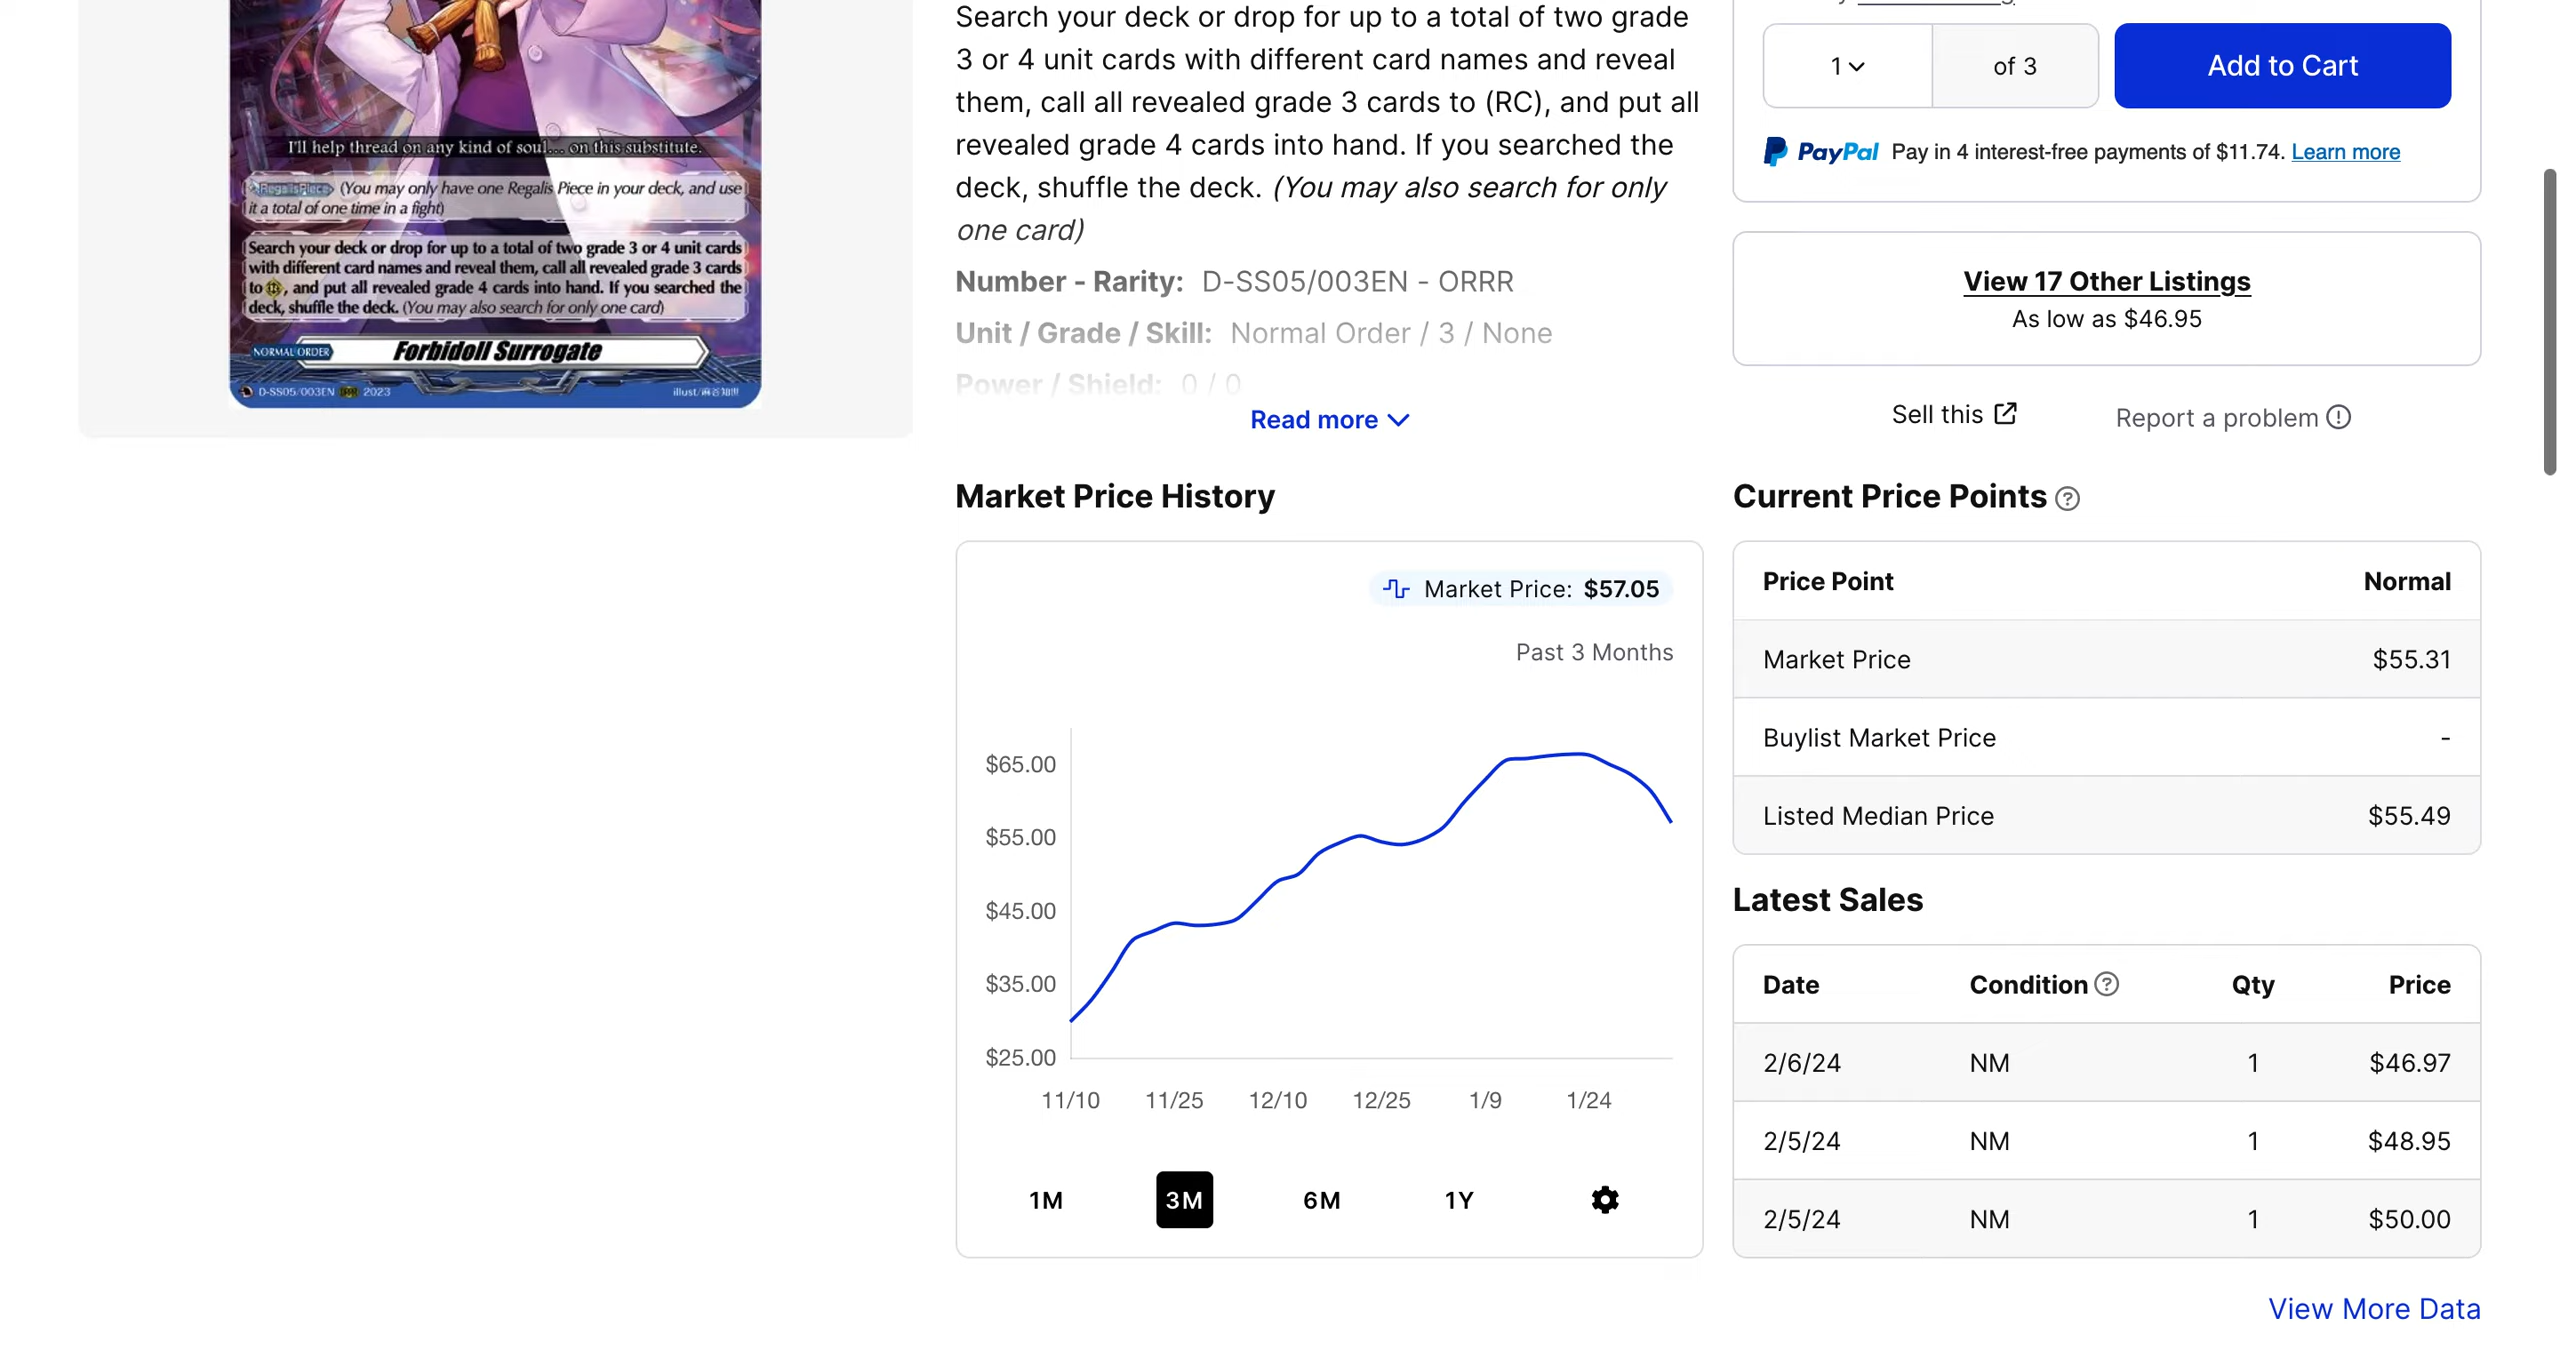 I'll help thread on any kind of soul... on this substitute.
<RegalisPiece> (You may only have one Regalis Piece in your deck, and use
it a total of one time in a fight)
Search your deck or drop for up to a total of two grade 3 or 4 unit cards
with different card names and reveal them, call all revealed grade 3 cards
to , and put all revealed grade 4 cards into hand. If you searched the
deck, shuffle the deck. (You may also search for only one card)
NORMAL ORDER
Forbidoll Surrogate
D-SS05/003EN 2023
illust/
Search your deck or drop for up to a total of two grade
3 or 4 unit cards with different card names and reveal
them, call all revealed grade 3 cards to (RC), and put all
revealed grade 4 cards into hand. If you searched the
deck, shuffle the deck. (You may also search for only
one card)
Number - Rarity: D-SS05/003EN - ORRR
Unit / Grade / Skill: Normal Order / 3 / None
Power / Shield: 0 / 0
Read more
1
of 3
Add to Cart
PayPal Pay in 4 interest-free payments of $11.74. Learn more
View 17 Other Listings
As low as $46.95
Sell this
Report a problem
Market Price History
Market Price: $57.05
Past 3 Months
$65.00
$55.00
$45.00
$35.00
$25.00
11/10 11/25 12/10 12/25 1/9 1/24
1M 3M 6M 1Y
Current Price Points
Price Point Normal
Market Price $55.31
Buylist Market Price -
Listed Median Price $55.49
Latest Sales
Date Condition Qty Price
2/6/24 NM 1 $46.97
2/5/24 NM 1 $48.95
2/5/24 NM 1 $50.00
View More Data